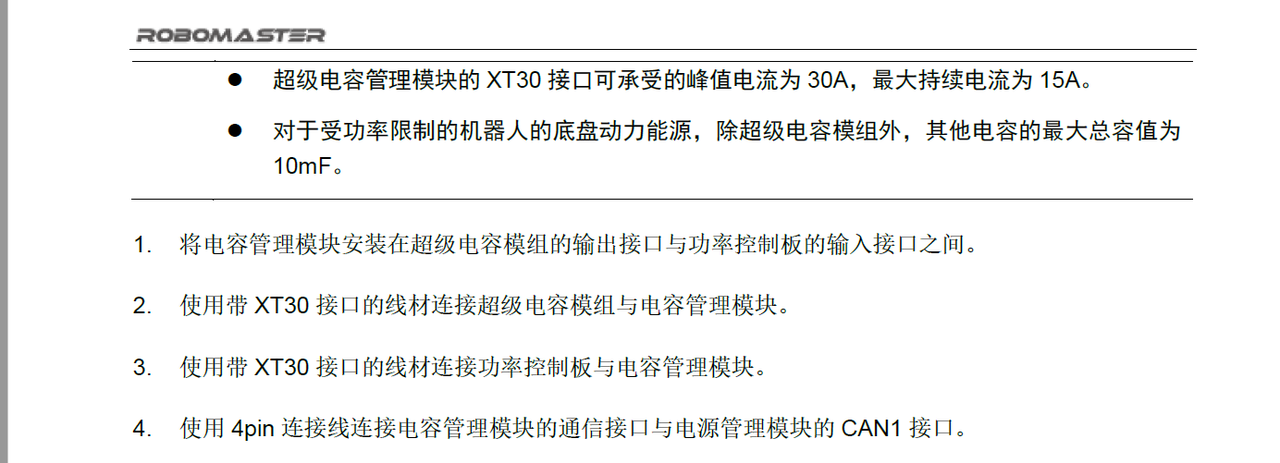 ROBOMASTER
● 超级电容管理模块的 XT30 接口可承受的峰值电流为 30A，最大持续电流为 15A。
● 对于受功率限制的机器人的底盘动力能源，除超级电容模组外，其他电容的最大总容值为
10mF。
1. 将电容管理模块安装在超级电容模组的输出接口与功率控制板的输入接口之间。
2. 使用带 XT30 接口的线材连接超级电容模组与电容管理模块。
3. 使用带 XT30 接口的线材连接功率控制板与电容管理模块。
4. 使用 4pin 连接线连接电容管理模块的通信接口与电源管理模块的 CAN1 接口。